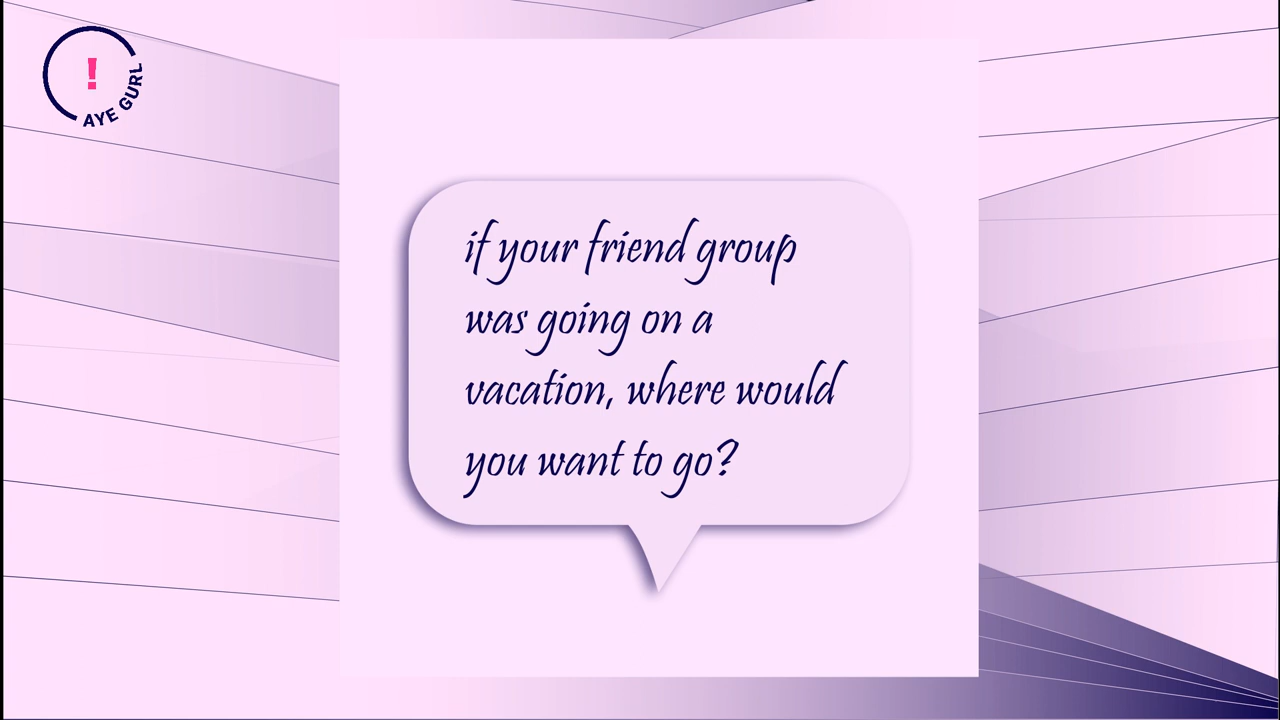 !
AYE GURL
if your friend group
was going on a
vacation, where would
you want to go?